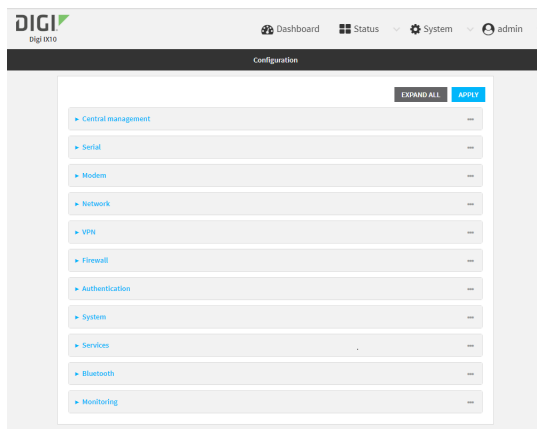 DIGI
Digi IX10
Dashboard Status System admin
Configuration
EXPAND ALL APPLY
Central management
Serial
Modem
Network
VPN
Firewall
Authentication
System
Services
Bluetooth
Monitoring